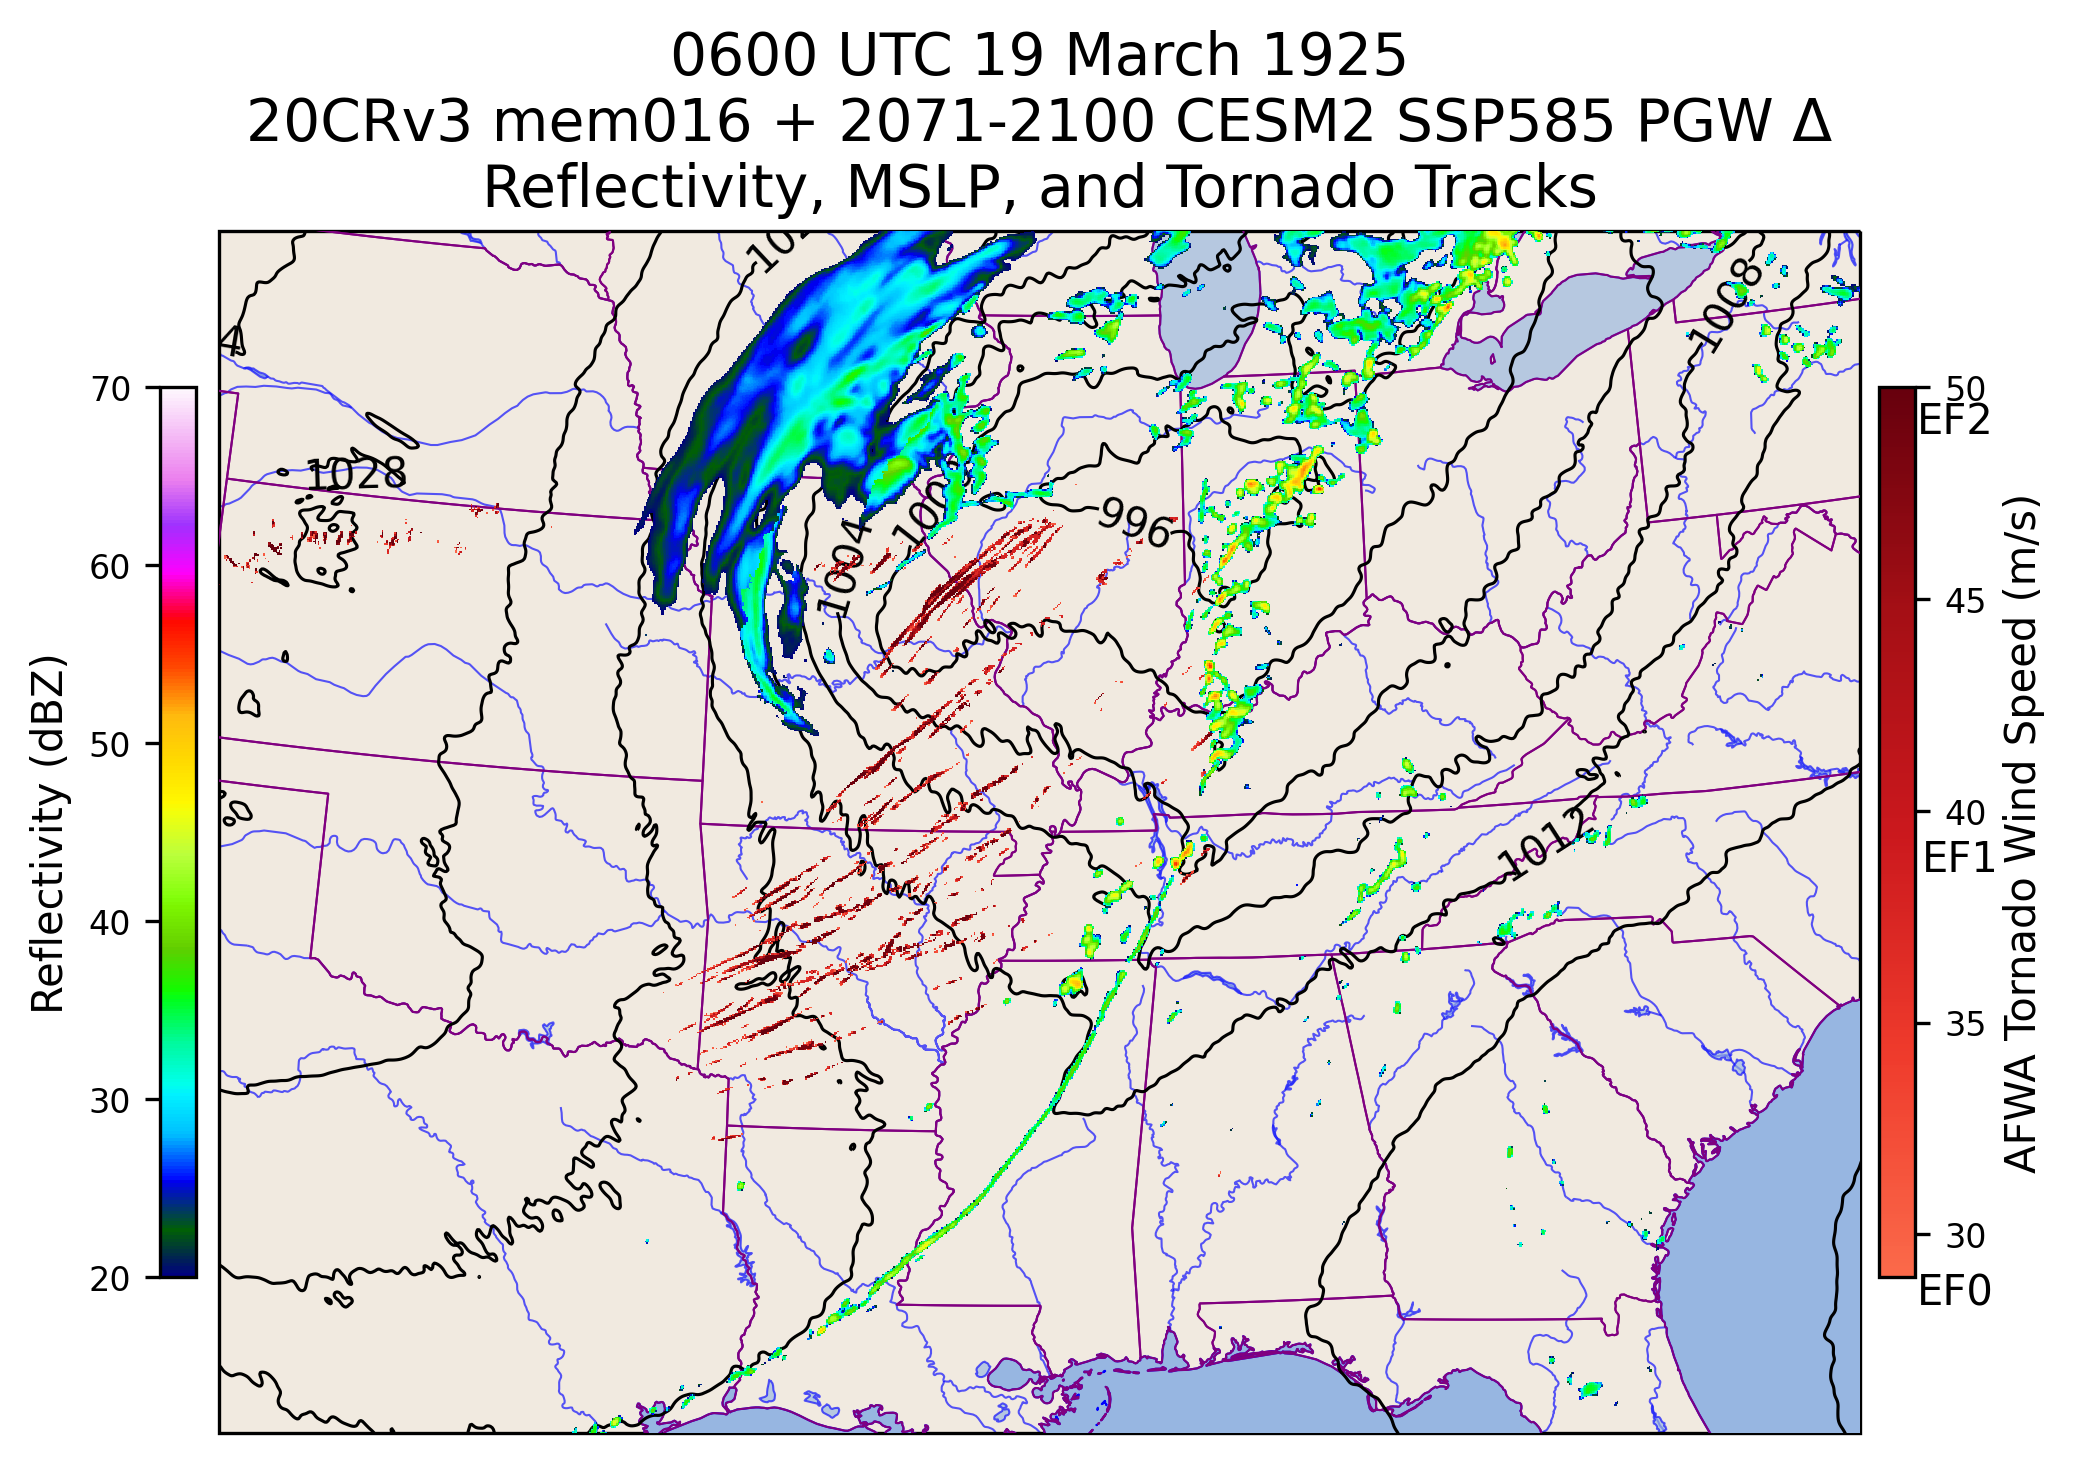 0600 UTC 19 March 1925
20CRv3 mem016 + 2071-2100 CESM2 SSP585 PGW Δ
Reflectivity, MSLP, and Tornado Tracks
Reflectivity (dBZ)
70
60
50
40
30
20
4
1028
1004
996
1008
1012
50
EF2
45
40
EF1
35
30
EF0
AFWA Tornado Wind Speed (m/s)